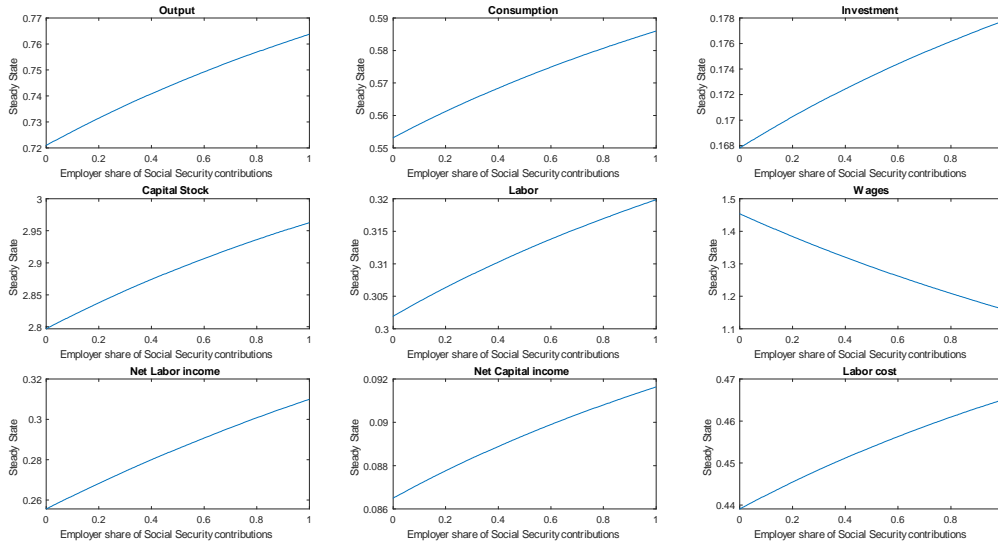 Output
Steady State
0.77
0.76
0.75
0.74
0.73
0.72
0 0.2 0.4 0.6 0.8 1
Employer share of Social Security contributions
Consumption
Steady State
0.59
0.58
0.57
0.56
0.55
0 0.2 0.4 0.6 0.8 1
Employer share of Social Security contributions
Investment
Steady State
0.178
0.176
0.174
0.172
0.17
0.168
0 0.2 0.4 0.6 0.8
Employer share of Social Security contributions
Capital Stock
Steady State
3
2.95
2.9
2.85
2.8
0 0.2 0.4 0.6 0.8 1
Employer share of Social Security contributions
Labor
Steady State
0.32
0.315
0.31
0.305
0.3
0 0.2 0.4 0.6 0.8 1
Employer share of Social Security contributions
Wages
Steady State
1.5
1.4
1.3
1.2
1.1
0 0.2 0.4 0.6 0.8
Employer share of Social Security contributions
Net Labor income
Steady State
0.32
0.3
0.28
0.26
0 0.2 0.4 0.6 0.8 1
Employer share of Social Security contributions
Net Capital income
Steady State
0.092
0.09
0.088
0.086
0 0.2 0.4 0.6 0.8 1
Employer share of Social Security contributions
Labor cost
Steady State
0.47
0.46
0.45
0.44
0 0.2 0.4 0.6 0.8
Employer share of Social Security contributions